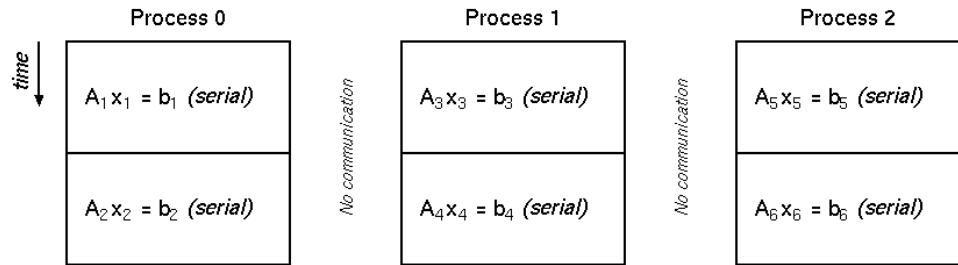 Process 0
Process 1
Process 2
time
A₁x₁ = b₁ (serial)
No communication
A₃x₃ = b₃ (serial)
No communication
A₅x₅ = b₅ (serial)
A₂x₂ = b₂ (serial)
A₄x₄ = b₄ (serial)
A₆x₆ = b₆ (serial)